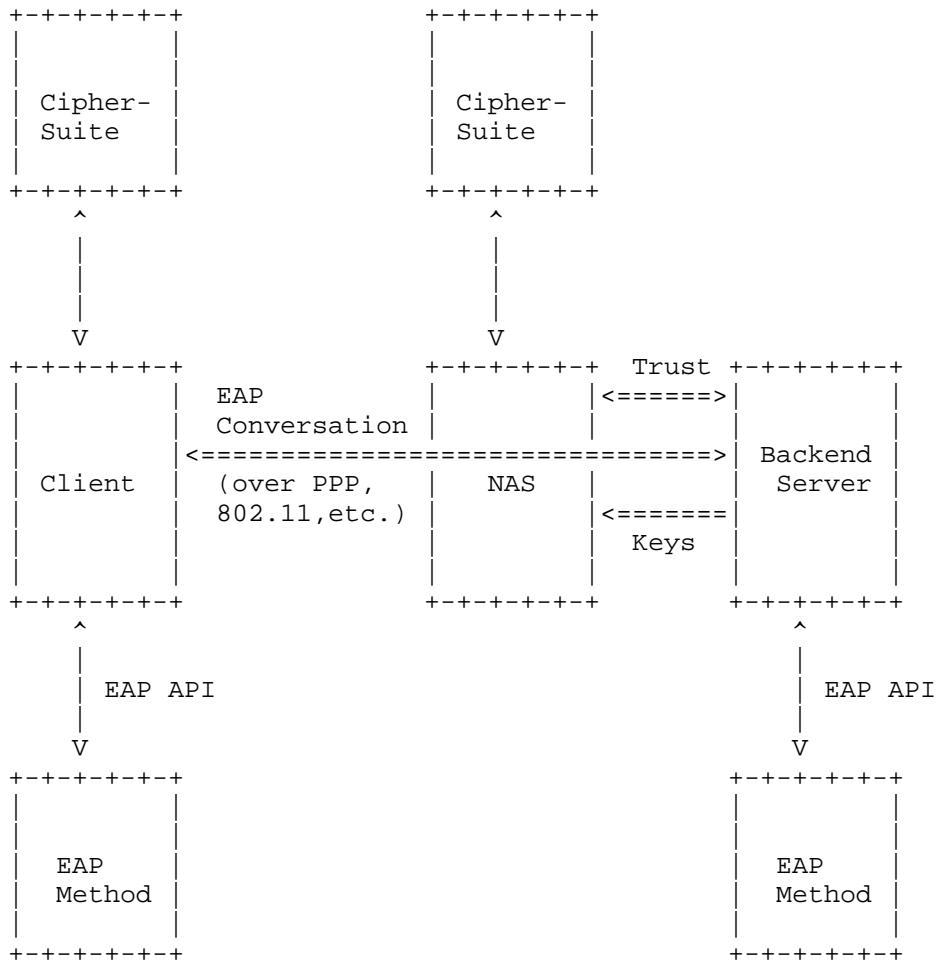 +-+-+-+-+-+               +-+-+-+-+-+
|         |               |         |
|         |               |         |
| Cipher- |               | Cipher- |
| Suite   |               | Suite   |
|         |               |         |
+-+-+-+-+-+               +-+-+-+-+-+
    ^                         ^
    |                         |
    |                         |
    |                         |
    V                         V
+-+-+-+-+-+               +-+-+-+-+-+  Trust +-+-+-+-+-+
|         |  EAP          |         |<======>|         |
|         |  Conversation |         |        |         |
|         |<================================>| Backend |
| Client  |  (over PPP,   |   NAS   |        |  Server |
|         |  802.11,etc.) |         |<=======|         |
|         |               |         |  Keys  |         |
|         |               |         |        |         |
+-+-+-+-+-+               +-+-+-+-+-+        +-+-+-+-+-+
    ^                                            ^
    |                                            |
    | EAP API                                    | EAP API
    |                                            |
    V                                            V
+-+-+-+-+-+                                  +-+-+-+-+-+
|         |                                  |         |
|         |                                  |         |
|  EAP    |                                  |  EAP    |
|  Method |                                  |  Method |
|         |                                  |         |
+-+-+-+-+-+                                  +-+-+-+-+-+